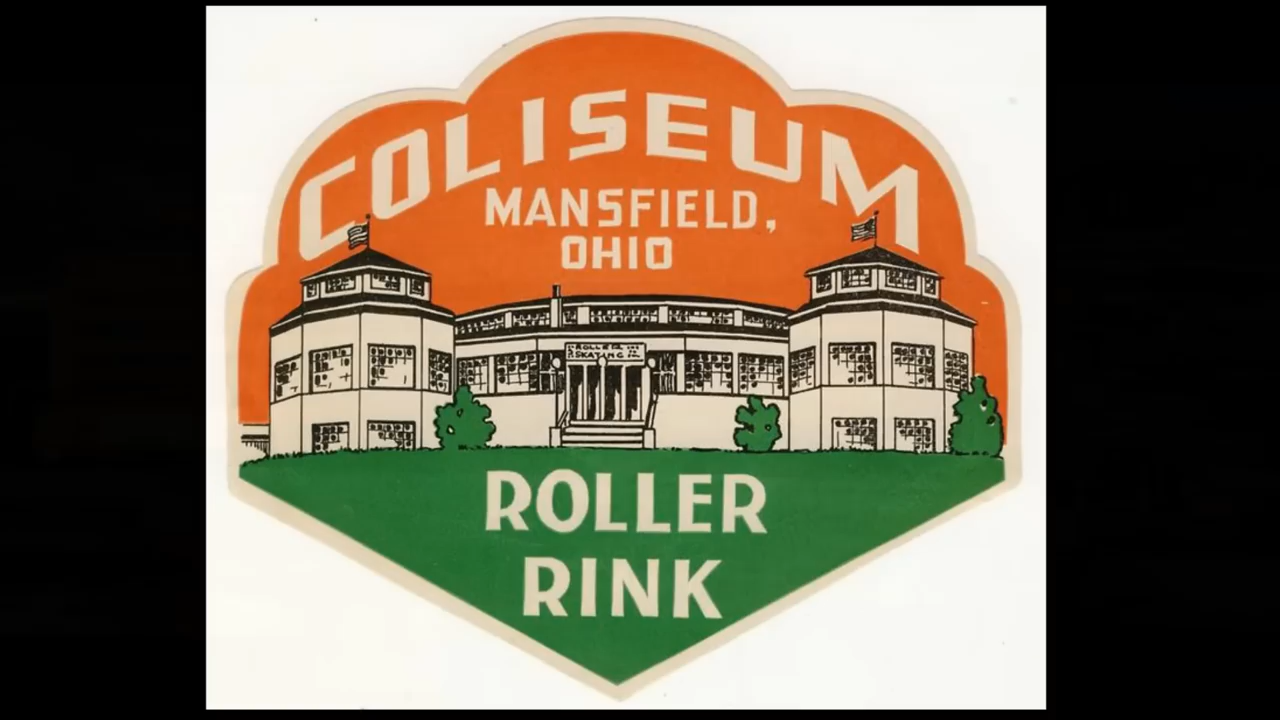 COLISEUM
MANSFIELD,
OHIO
ROLLER
SKATING
ROLLER
RINK